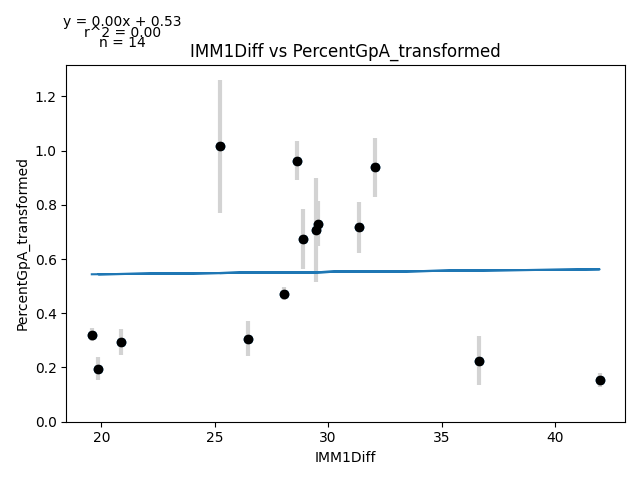 y = 0.00x + 0.53
r^2 = 0.00
n = 14
IMM1Diff vs PercentGpA_transformed
PercentGpA_transformed
1.2
1.0
0.8
0.6
0.4
0.2
0.0
20 25 30 35 40
IMM1Diff